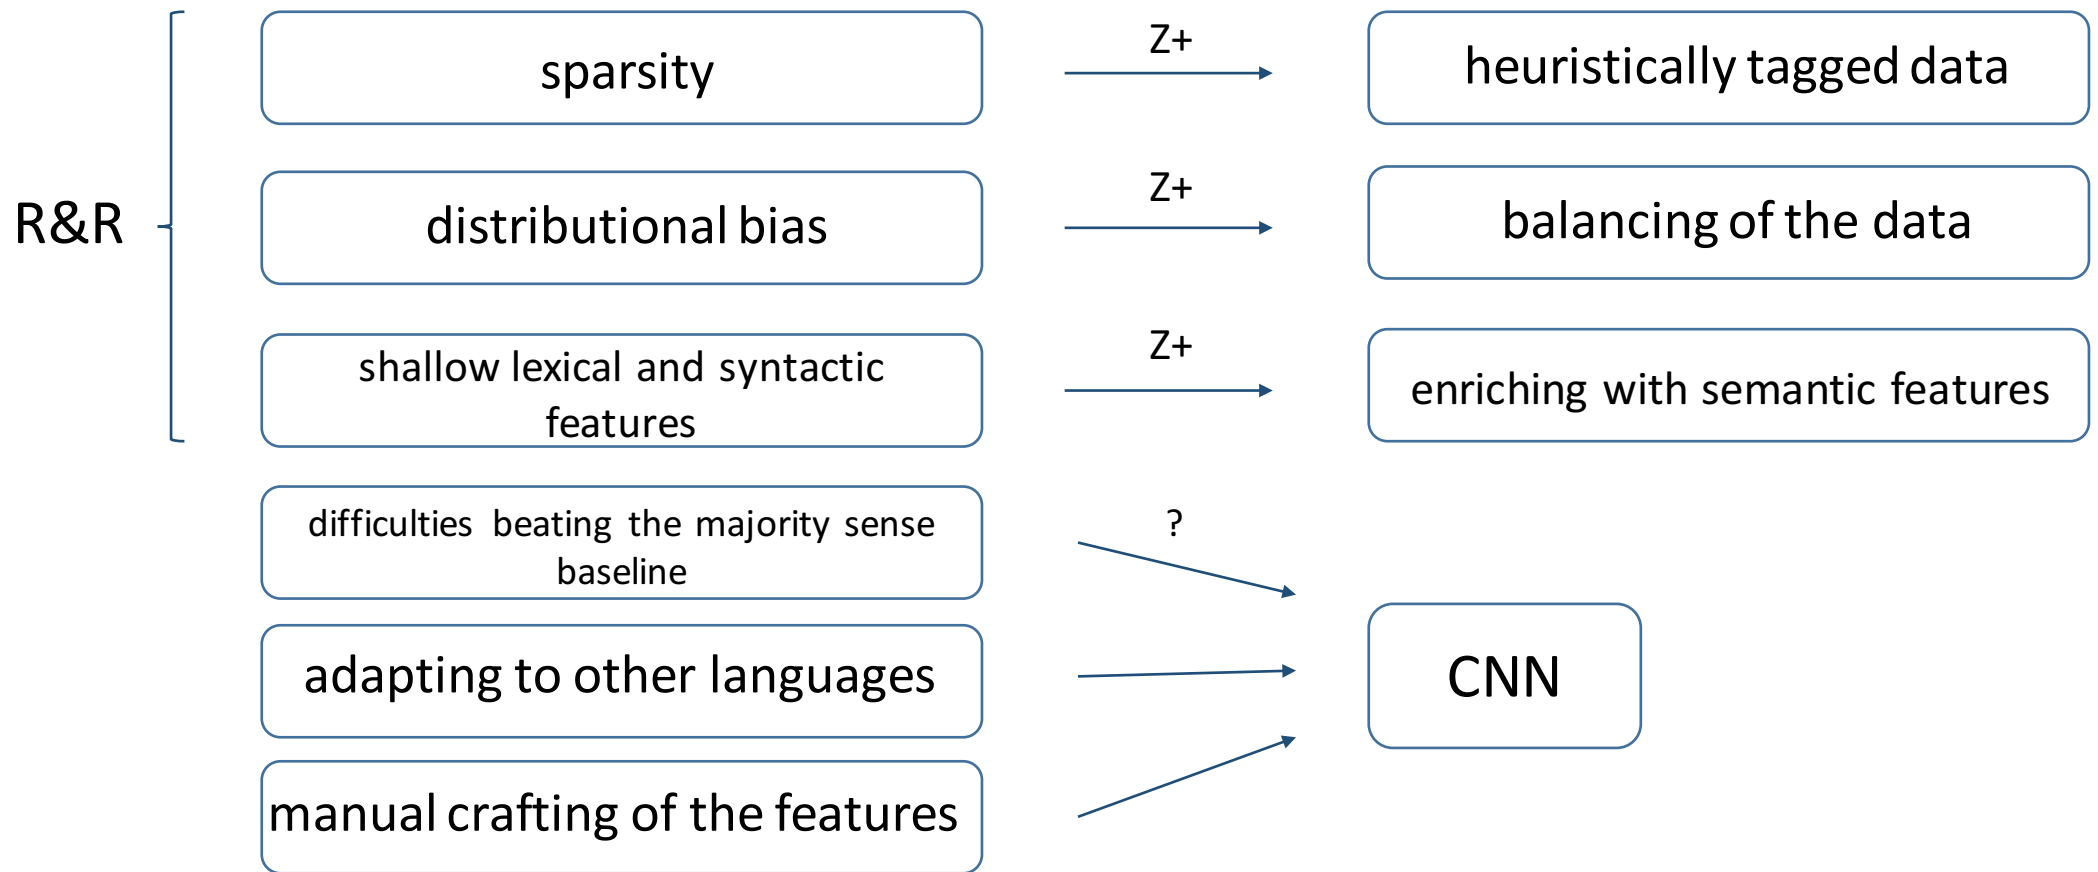 R&R
sparsity
Z+
heuristically tagged data
distributional bias
Z+
balancing of the data
shallow lexical and syntactic
features
Z+
enriching with semantic features
difficulties beating the majority sense
baseline
?
adapting to other languages
CNN
manual crafting of the features